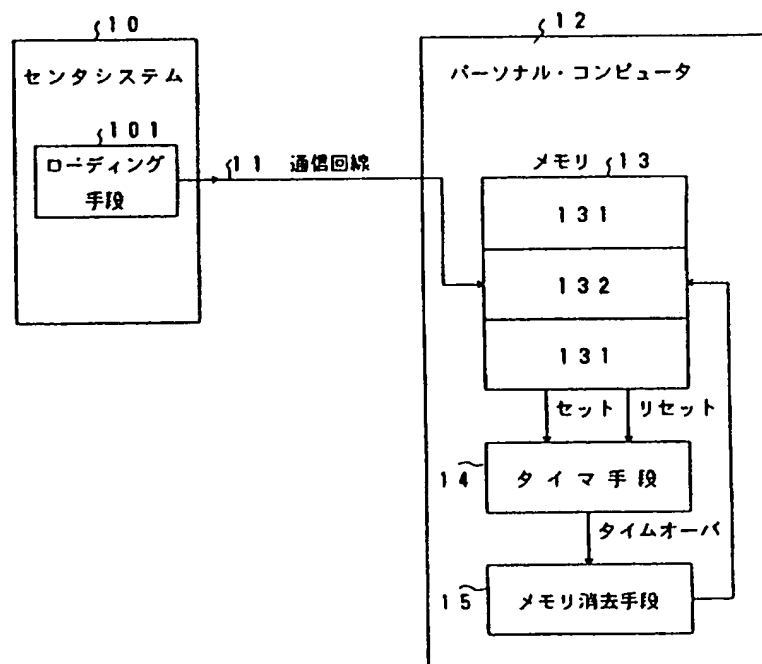 10
センタシステム
101
ローディング
手段
11 通信回線
12
パーソナル・コンピュータ
メモリ 13
131
132
131
セット リセット
14
タイマ手段
タイムオーバ
15
メモリ消去手段